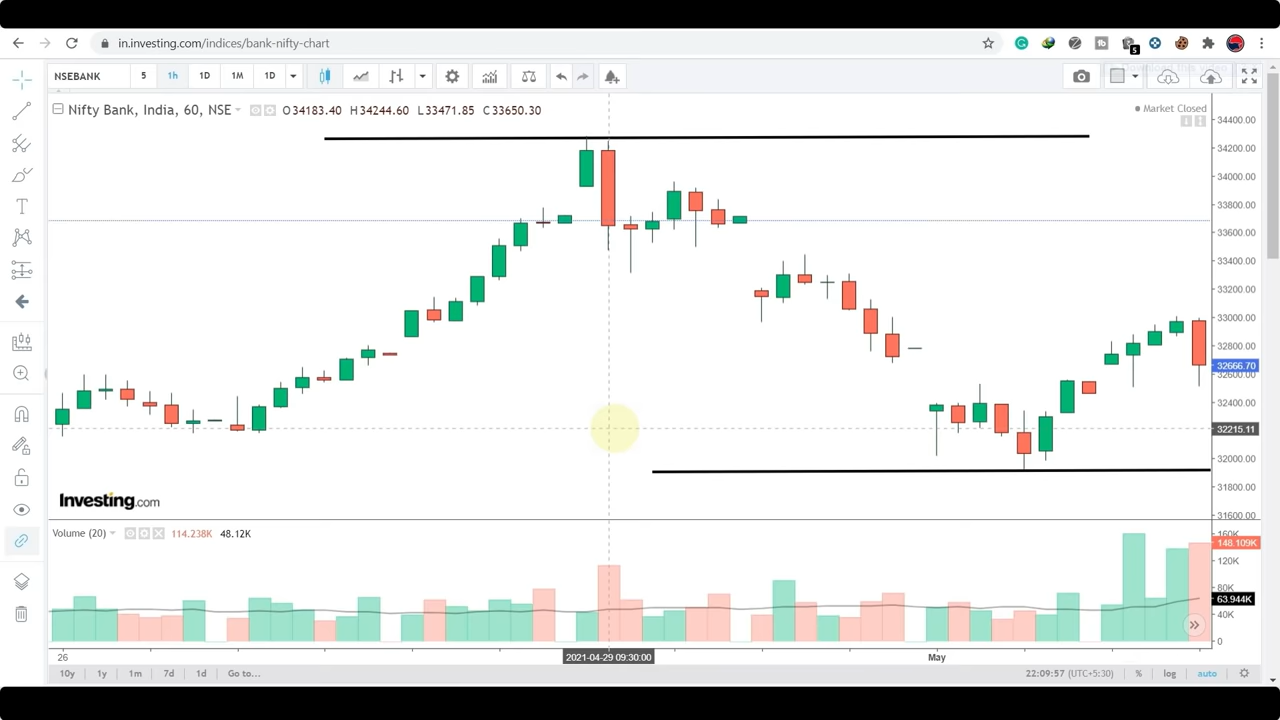 in.investing.com/indices/bank-nifty-chart
5
NSEBANK 5 1h 1D 1M 1D
Nifty Bank, India, 60, NSE O34183.40 H34244.60 L33471.85 C33650.30
Market Closed
34400.00
34200.00
34000.00
33800.00
33600.00
33400.00
33200.00
33000.00
32800.00
32666.70
32600.00
32400.00
32215.11
32000.00
31800.00
31600.00
Investing.com
Volume (20) 114.238K 48.12K
160K
148.109K
120K
80K
63.944K
40K
0
26 2021-04-29 09:30:00 May
10y 1y 1m 7d 1d Go to... 22:09:57 (UTC+5:30) % log auto